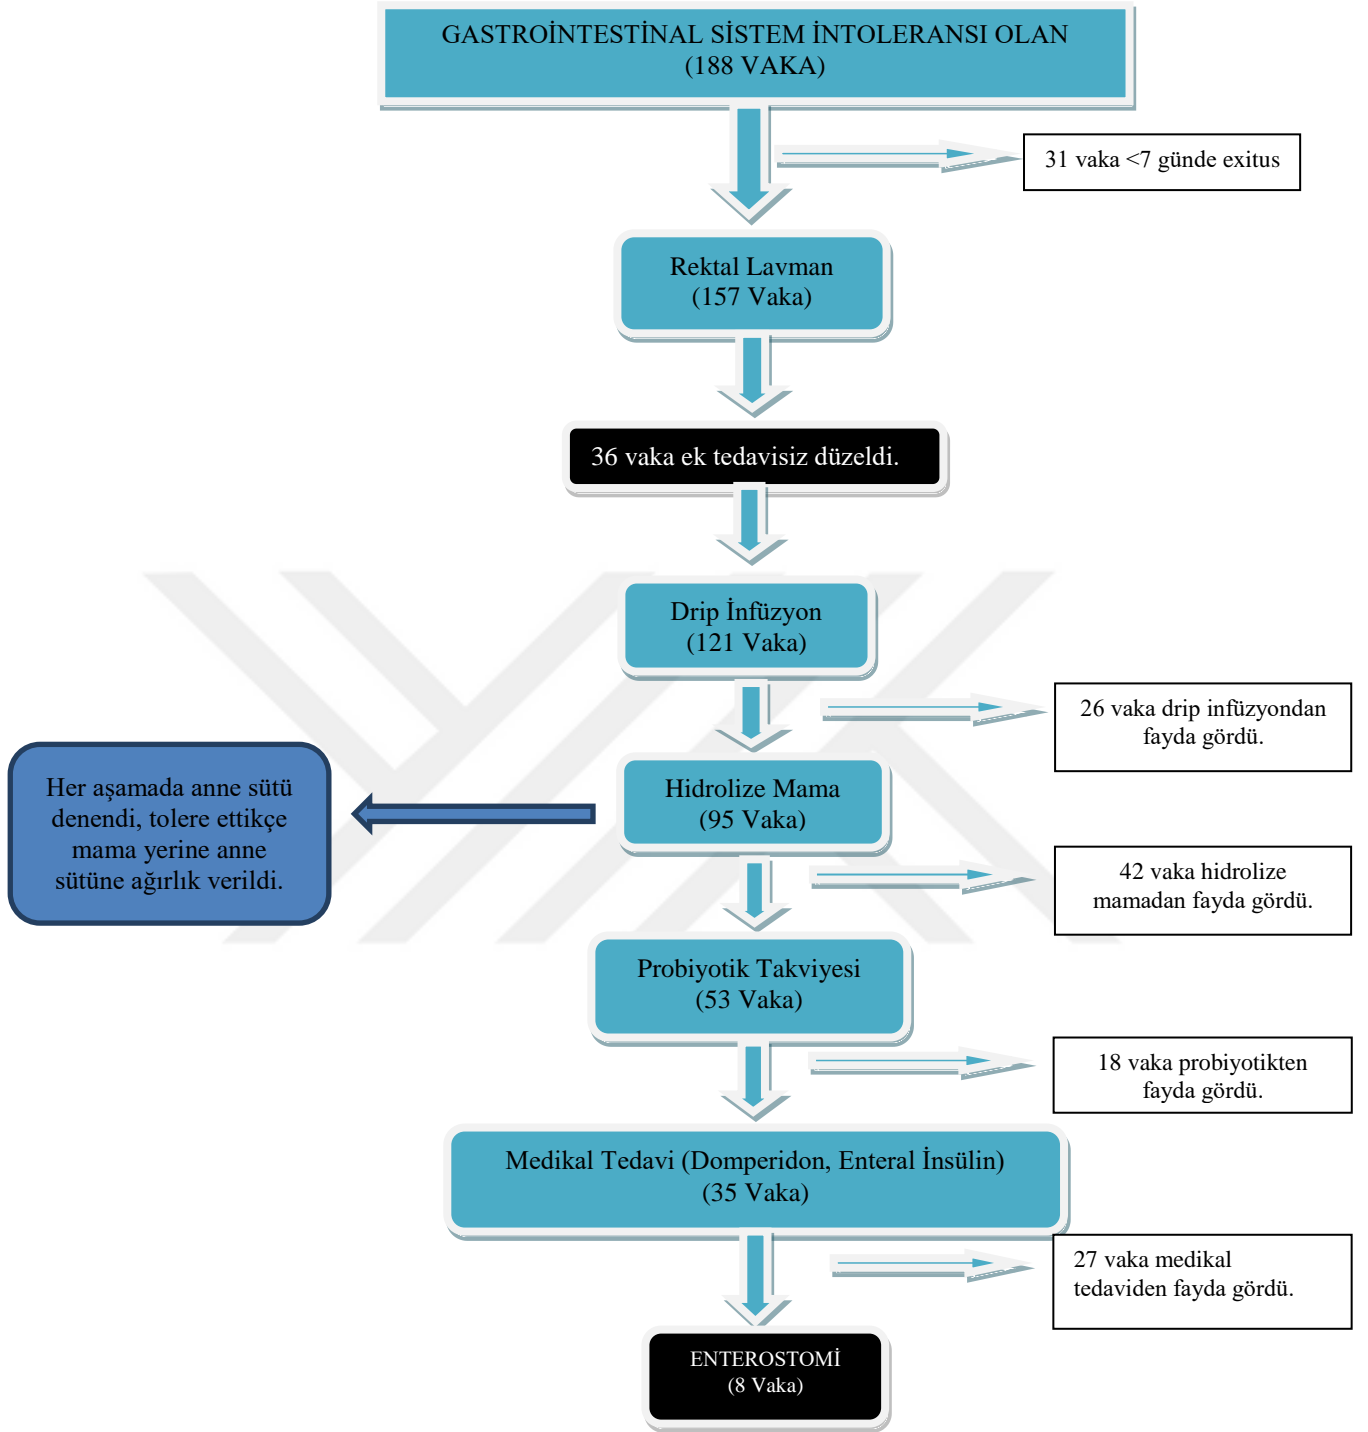 GASTROİNTESTİNAL SİSTEM İNTOLERANSI OLAN
(188 VAKA)
31 vaka <7 günde exitus
Rektal Lavman
(157 Vaka)
36 vaka ek tedavisiz düzeldi.
Drip İnfüzyon
(121 Vaka)
26 vaka drip infüzyondan
fayda gördü.
Hidrolize Mama
(95 Vaka)
Her aşamada anne sütü
denendi, tolere ettikçe
mama yerine anne
sütüne ağırlık verildi.
42 vaka hidrolize
mamadan fayda gördü.
Probiyotik Takviyesi
(53 Vaka)
18 vaka probiyotikten
fayda gördü.
Medikal Tedavi (Domperidon, Enteral İnsülin)
(35 Vaka)
27 vaka medikal
tedaviden fayda gördü.
ENTEROSTOMİ
(8 Vaka)